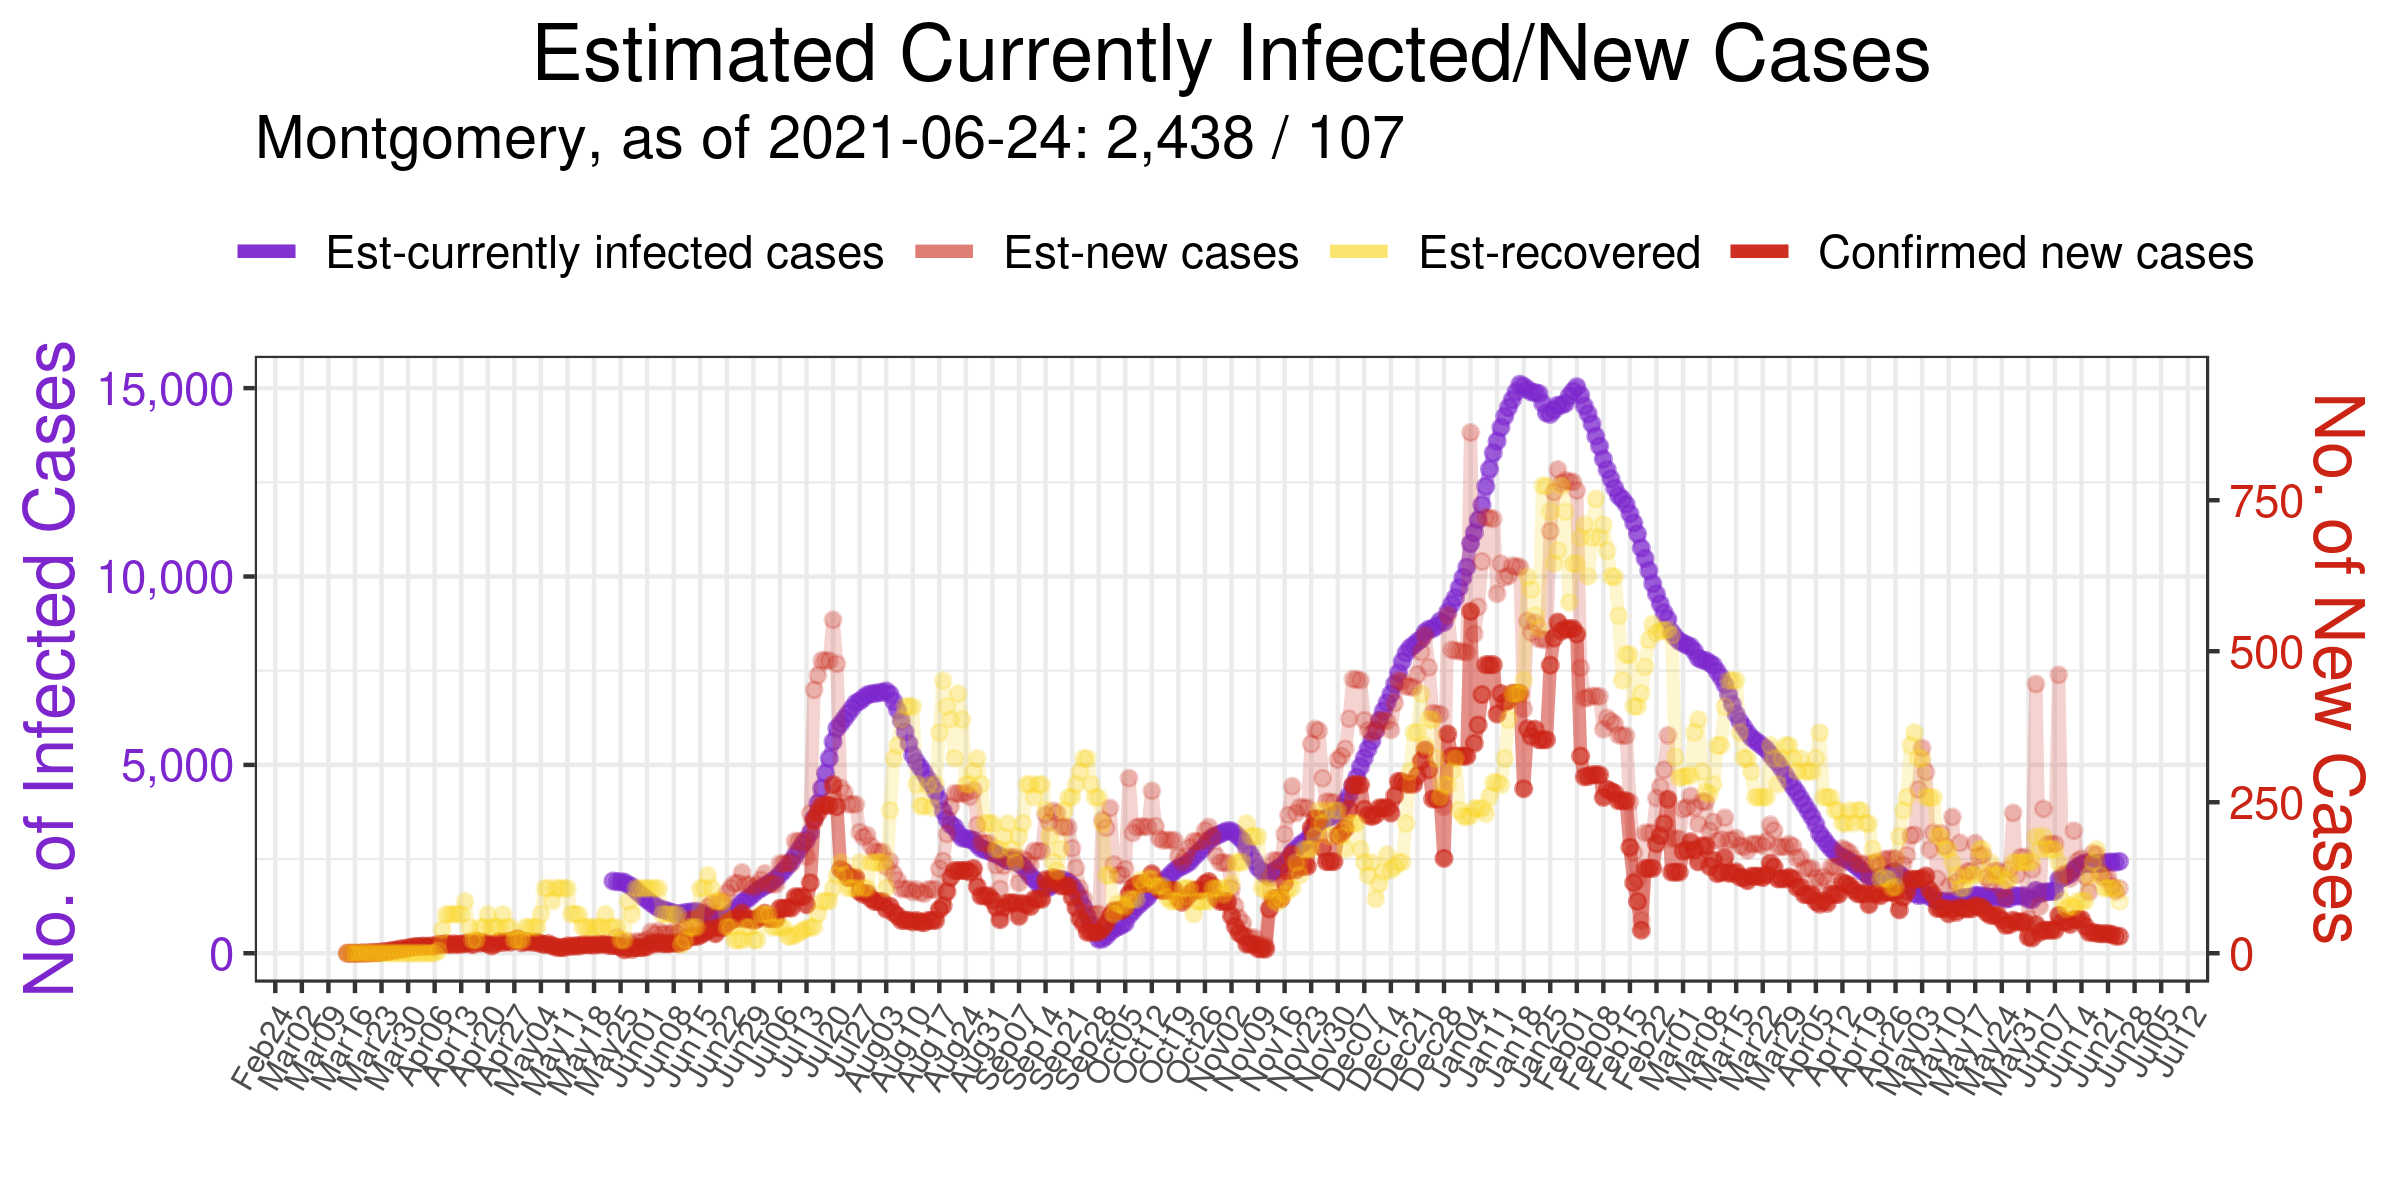 Estimated Currently Infected/New Cases
Montgomery, as of 2021-06-24: 2,438 / 107
Est-currently infected cases Est-new cases Est-recovered Confirmed new cases
No. of Infected Cases
15,000
10,000
5,000
0
No. of New Cases
750
500
250
0
Feb24
Mar02
Mar09
Mar16
Mar23
Mar30
Apr06
Apr13
Apr20
Apr27
May04
May11
May18
May25
Jun01
Jun08
Jun15
Jun22
Jun29
Jul06
Jul13
Jul20
Jul27
Aug03
Aug10
Aug17
Aug24
Aug31
Sep07
Sep14
Sep21
Sep28
Oct05
Oct12
Oct19
Oct26
Nov02
Nov09
Nov16
Nov23
Nov30
Dec07
Dec14
Dec21
Dec28
Jan04
Jan11
Jan18
Jan25
Feb01
Feb08
Feb15
Feb22
Mar01
Mar08
Mar15
Mar22
Mar29
Apr05
Apr12
Apr19
Apr26
May03
May10
May17
May24
May31
Jun07
Jun14
Jun21
Jun28
Jul05
Jul12